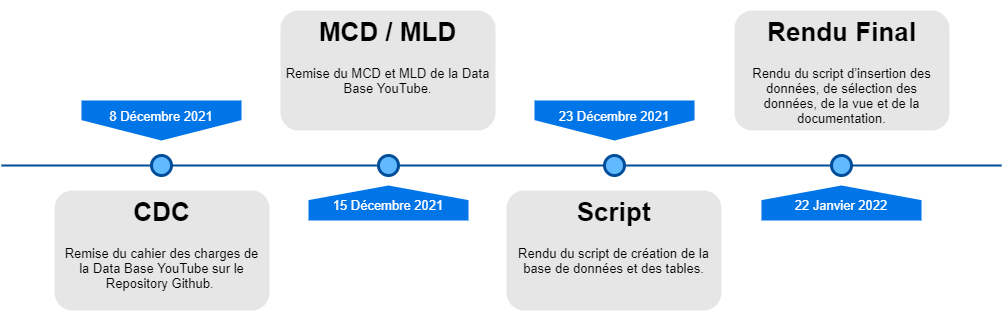 8 Décembre 2021
CDC
Remise du cahier des charges de
la Data Base YouTube sur le
Repository Github.
MCD / MLD
Remise du MCD et MLD de la Data
Base YouTube.
15 Décembre 2021
23 Décembre 2021
Script
Rendu du script de création de la
base de données et des tables.
Rendu Final
Rendu du script d’insertion des
données, de sélection des
données, de la vue et de la
documentation.
22 Janvier 2022